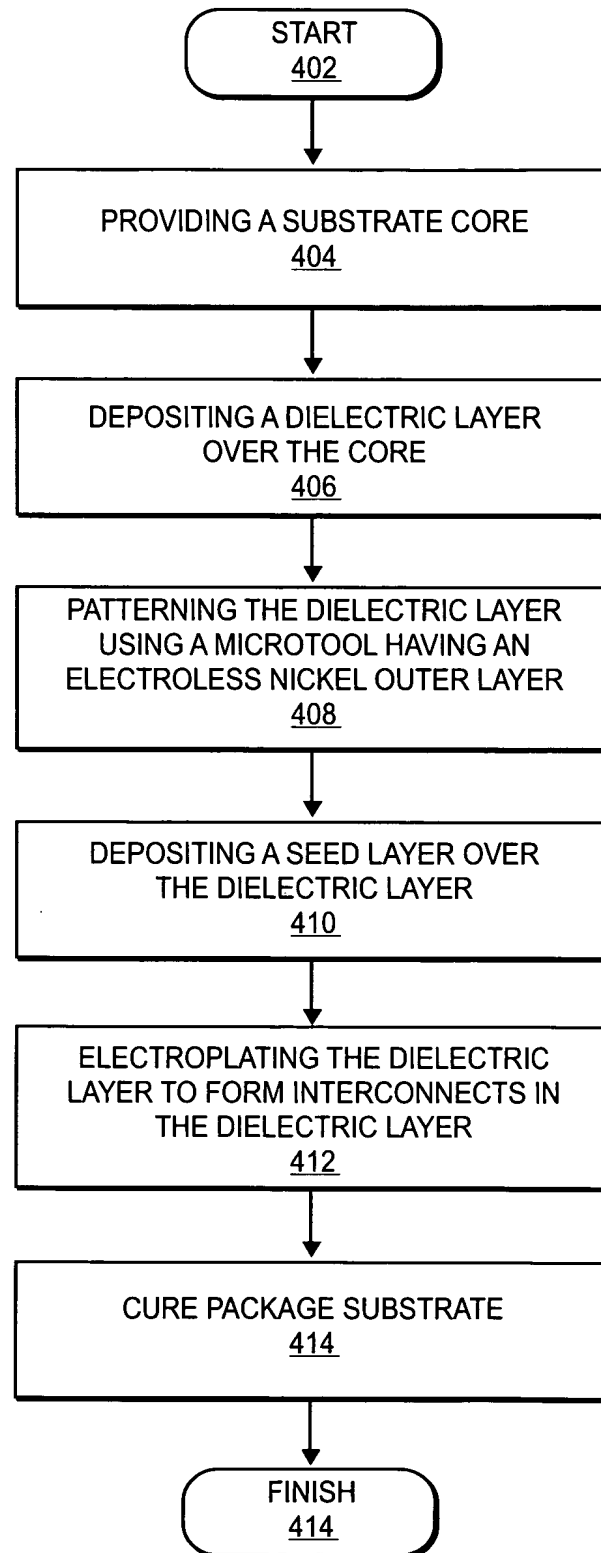 START
402
PROVIDING A SUBSTRATE CORE
404
DEPOSITING A DIELECTRIC LAYER
OVER THE CORE
406
PATTERNING THE DIELECTRIC LAYER
USING A MICROTOOL HAVING AN
ELECTROLESS NICKEL OUTER LAYER
408
DEPOSITING A SEED LAYER OVER
THE DIELECTRIC LAYER
410
ELECTROPLATING THE DIELECTRIC
LAYER TO FORM INTERCONNECTS IN
THE DIELECTRIC LAYER
412
CURE PACKAGE SUBSTRATE
414
FINISH
414